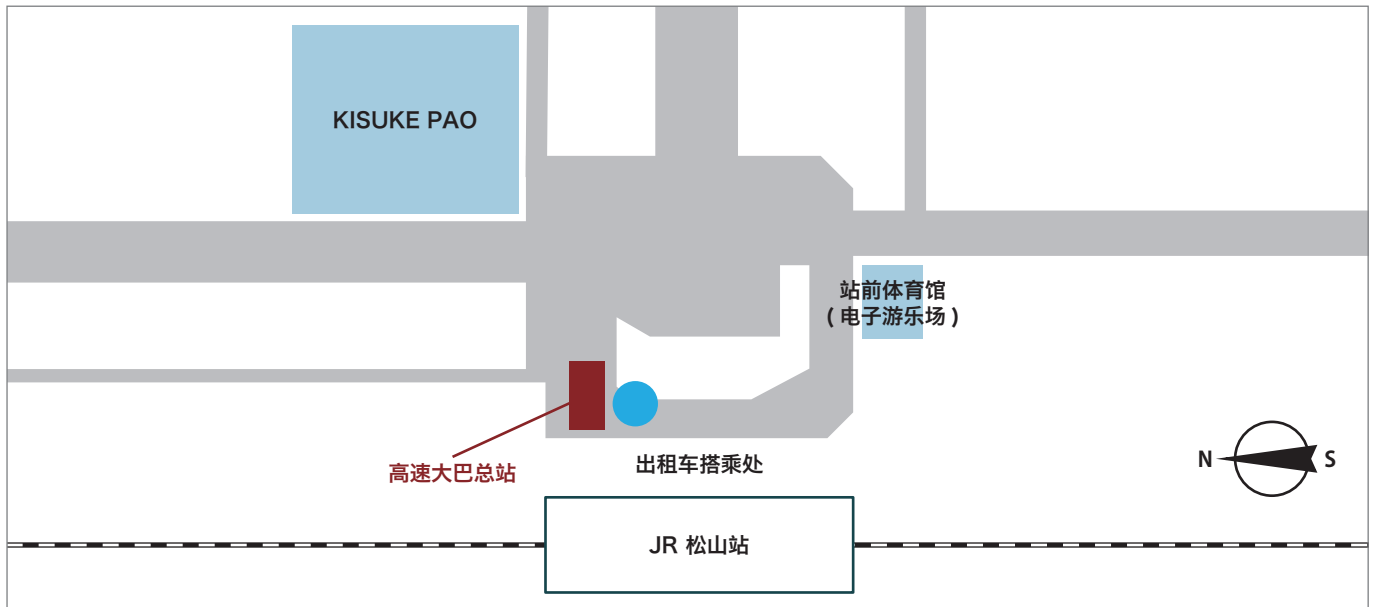 KISUKE PAO
站前体育馆
( 电子游乐场 )
高速大巴总站
出租车搭乘处
N
S
JR 松山站